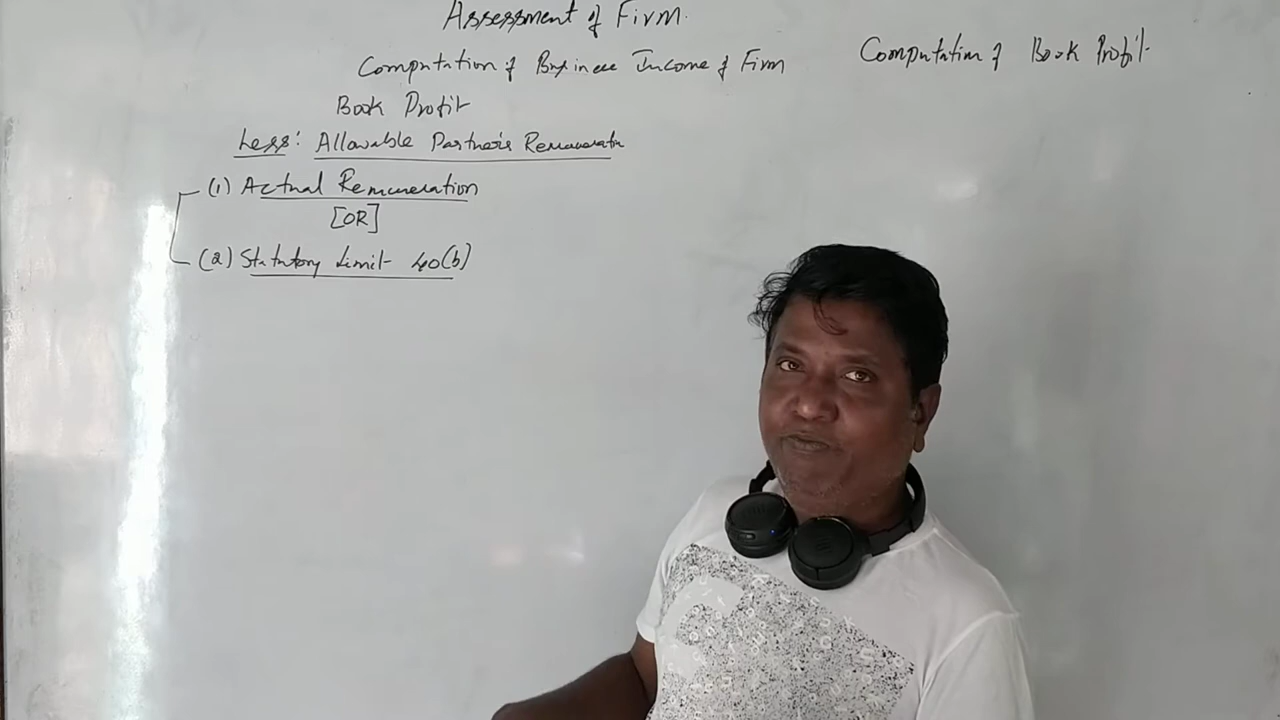 Assessment of Firm.
Computation of Business Income of Firm
Book Profit
Less: Allowable Partner's Remuneration
(1) Actual Remuneration
[OR]
(2) Statutory Limit 40(b)
Computation of Book Profit